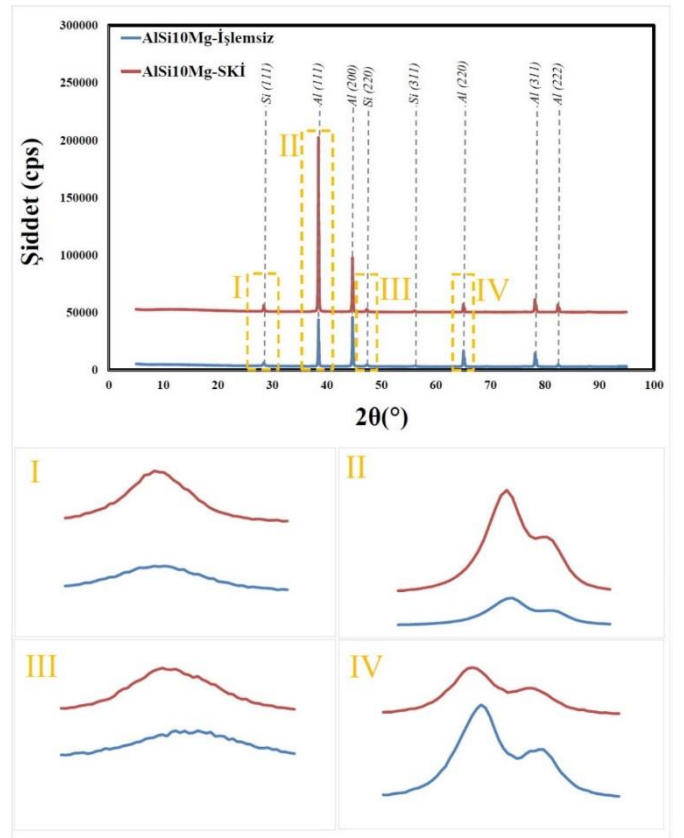 300000
250000
200000
150000
100000
50000
0
Şiddet (cps)
AlSi10Mg-İşlemsiz
AlSi10Mg-SKİ
Si (111)
Al (111)
Al (200)
Si (220)
Si (311)
Al (220)
Al (311)
Al (222)
I
II
III
IV
0 10 20 30 40 50 60 70 80 90 100
2θ(°)
I
II
III
IV